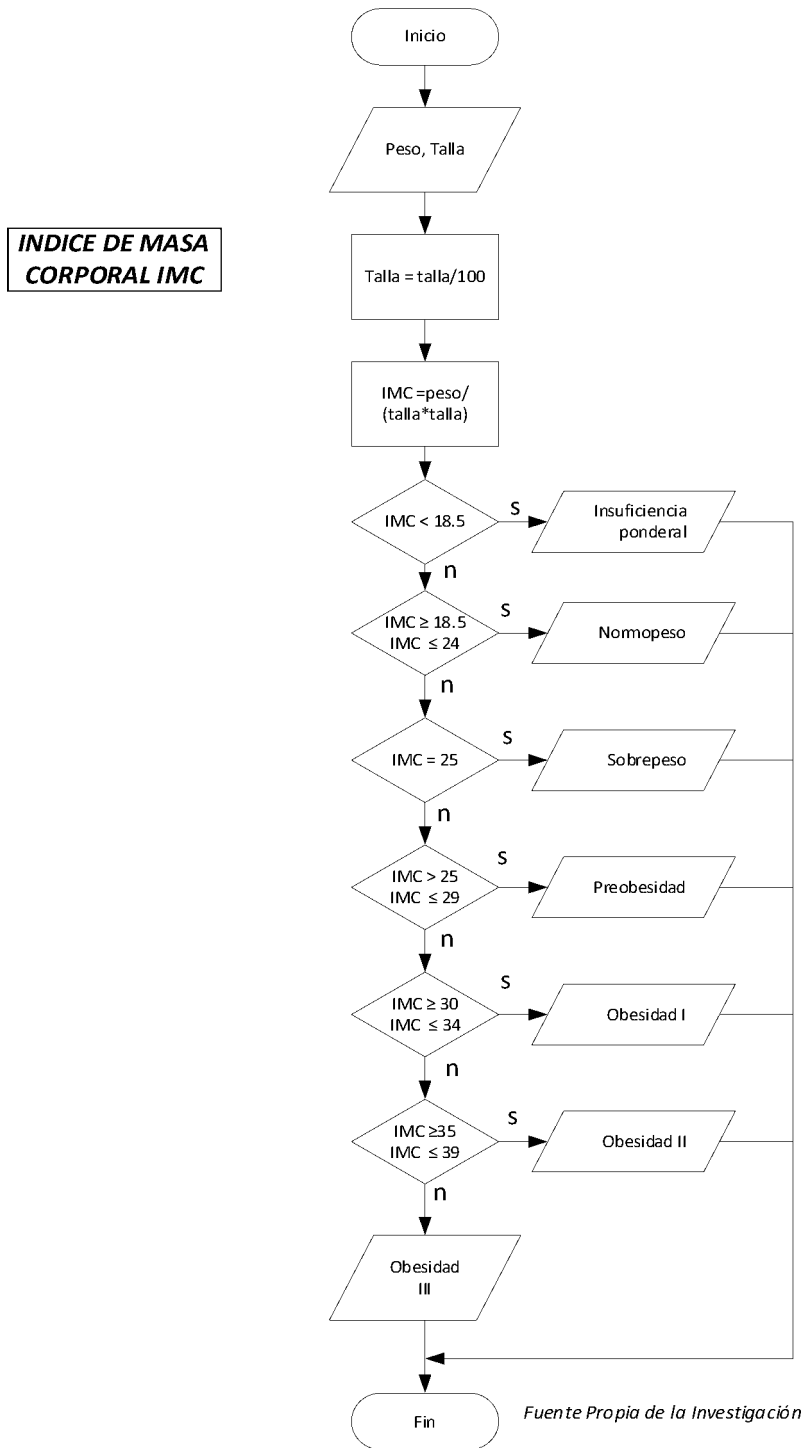 Inicio
Peso, Talla
INDICE DE MASA
CORPORAL IMC
Talla = talla/100
IMC =peso/
(talla*talla)
IMC < 18.5
s
Insuficiencia
ponderal
n
IMC ≥ 18.5
IMC ≤ 24
s
Normopeso
n
IMC = 25
s
Sobrepeso
n
IMC > 25
IMC ≤ 29
s
Preobesidad
n
IMC ≥ 30
IMC ≤ 34
s
Obesidad I
n
IMC ≥35
IMC ≤ 39
s
Obesidad II
n
Obesidad
III
Fin
Fuente Propia de la Investigación